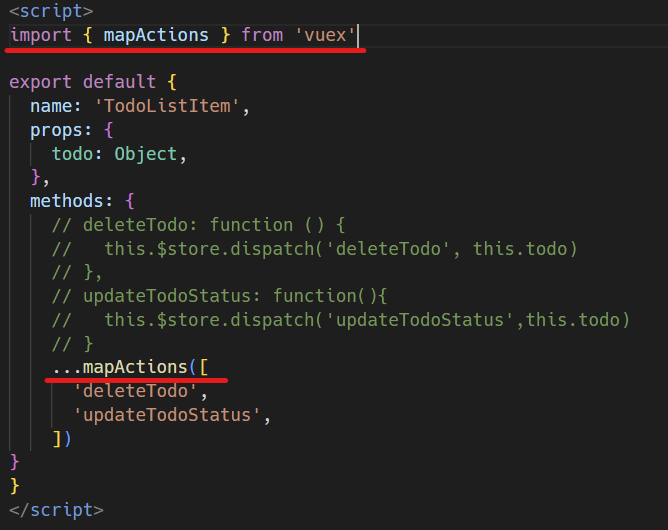 <script>
import { mapActions } from 'vuex'
export default {
name: 'TodoListItem',
props: {
todo: Object,
},
methods: {
// deleteTodo: function () {
//   this.$store.dispatch('deleteTodo', this.todo)
// },
// updateTodoStatus: function(){
//   this.$store.dispatch('updateTodoStatus',this.todo)
// }
...mapActions([
'deleteTodo',
'updateTodoStatus',
])
}
}
</script>